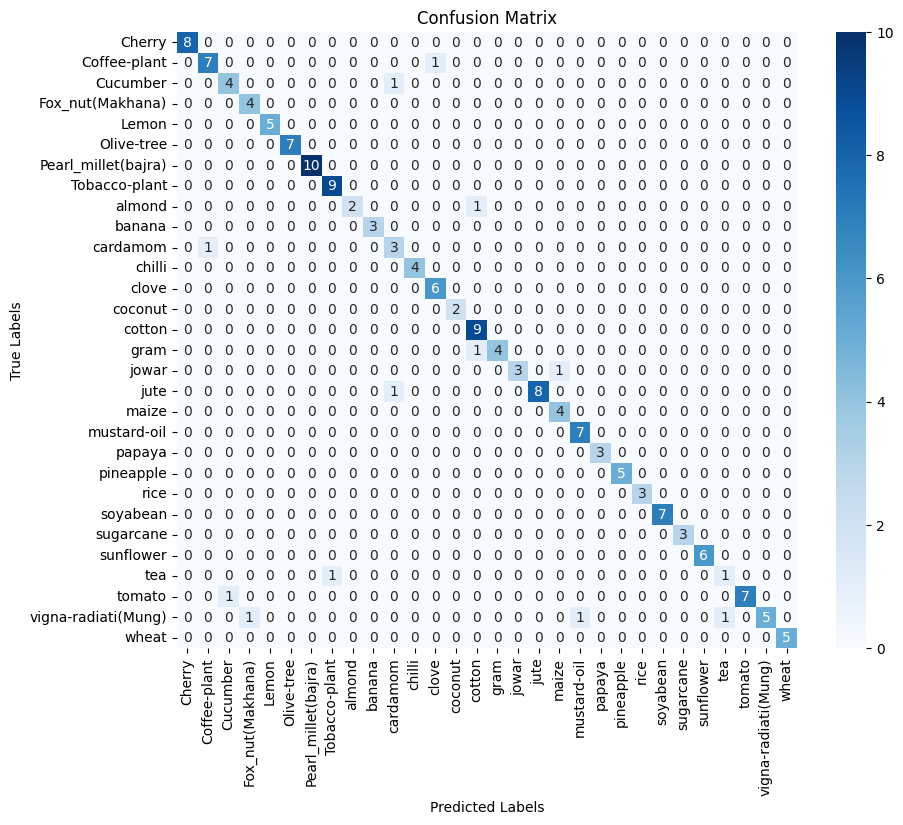 Confusion Matrix
Cherry 8 0 0 0 0 0 0 0 0 0 0 0 0 0 0 0 0 0 0 0 0 0 0 0 0 0 0 0 0 0
Coffee-plant 0 7 0 0 0 0 0 0 0 0 0 0 1 0 0 0 0 0 0 0 0 0 0 0 0 0 0 0 0 0
Cucumber 0 0 4 0 0 0 0 0 0 0 1 0 0 0 0 0 0 0 0 0 0 0 0 0 0 0 0 0 0 0
Fox_nut(Makhana) 0 0 0 4 0 0 0 0 0 0 0 0 0 0 0 0 0 0 0 0 0 0 0 0 0 0 0 0 0 0
Lemon 0 0 0 0 5 0 0 0 0 0 0 0 0 0 0 0 0 0 0 0 0 0 0 0 0 0 0 0 0 0
Olive-tree 0 0 0 0 0 7 0 0 0 0 0 0 0 0 0 0 0 0 0 0 0 0 0 0 0 0 0 0 0 0
Pearl_millet(bajra) 0 0 0 0 0 0 10 0 0 0 0 0 0 0 0 0 0 0 0 0 0 0 0 0 0 0 0 0 0 0
Tobacco-plant 0 0 0 0 0 0 0 9 0 0 0 0 0 0 0 0 0 0 0 0 0 0 0 0 0 0 0 0 0 0
almond 0 0 0 0 0 0 0 0 2 0 0 0 0 0 1 0 0 0 0 0 0 0 0 0 0 0 0 0 0 0
banana 0 0 0 0 0 0 0 0 0 3 0 0 0 0 0 0 0 0 0 0 0 0 0 0 0 0 0 0 0 0
cardamom 0 1 0 0 0 0 0 0 0 0 3 0 0 0 0 0 0 0 0 0 0 0 0 0 0 0 0 0 0 0
chilli 0 0 0 0 0 0 0 0 0 0 0 4 0 0 0 0 0 0 0 0 0 0 0 0 0 0 0 0 0 0
clove 0 0 0 0 0 0 0 0 0 0 0 0 6 0 0 0 0 0 0 0 0 0 0 0 0 0 0 0 0 0
coconut 0 0 0 0 0 0 0 0 0 0 0 0 0 2 0 0 0 0 0 0 0 0 0 0 0 0 0 0 0 0
cotton 0 0 0 0 0 0 0 0 0 0 0 0 0 0 9 0 0 0 0 0 0 0 0 0 0 0 0 0 0 0
gram 0 0 0 0 0 0 0 0 0 0 0 0 0 0 1 4 0 0 0 0 0 0 0 0 0 0 0 0 0 0
jowar 0 0 0 0 0 0 0 0 0 0 0 0 0 0 0 0 3 0 1 0 0 0 0 0 0 0 0 0 0 0
jute 0 0 0 0 0 0 0 0 0 0 1 0 0 0 0 0 0 8 0 0 0 0 0 0 0 0 0 0 0 0
maize 0 0 0 0 0 0 0 0 0 0 0 0 0 0 0 0 0 0 4 0 0 0 0 0 0 0 0 0 0 0
mustard-oil 0 0 0 0 0 0 0 0 0 0 0 0 0 0 0 0 0 0 0 7 0 0 0 0 0 0 0 0 0 0
papaya 0 0 0 0 0 0 0 0 0 0 0 0 0 0 0 0 0 0 0 0 3 0 0 0 0 0 0 0 0 0
pineapple 0 0 0 0 0 0 0 0 0 0 0 0 0 0 0 0 0 0 0 0 0 5 0 0 0 0 0 0 0 0
rice 0 0 0 0 0 0 0 0 0 0 0 0 0 0 0 0 0 0 0 0 0 0 3 0 0 0 0 0 0 0
soyabean 0 0 0 0 0 0 0 0 0 0 0 0 0 0 0 0 0 0 0 0 0 0 0 7 0 0 0 0 0 0
sugarcane 0 0 0 0 0 0 0 0 0 0 0 0 0 0 0 0 0 0 0 0 0 0 0 0 3 0 0 0 0 0
sunflower 0 0 0 0 0 0 0 0 0 0 0 0 0 0 0 0 0 0 0 0 0 0 0 0 0 6 0 0 0 0
tea 0 0 0 0 0 0 0 1 0 0 0 0 0 0 0 0 0 0 0 0 0 0 0 0 0 0 1 0 0 0
tomato 0 0 1 0 0 0 0 0 0 0 0 0 0 0 0 0 0 0 0 0 0 0 0 0 0 0 0 7 0 0
vigna-radiati(Mung) 0 0 0 1 0 0 0 0 0 0 0 0 0 0 0 0 0 0 0 1 0 0 0 0 0 0 1 0 5 0
wheat 0 0 0 0 0 0 0 0 0 0 0 0 0 0 0 0 0 0 0 0 0 0 0 0 0 0 0 0 0 5
True Labels
Cherry
Coffee-plant
Cucumber
Fox_nut(Makhana)
Lemon
Olive-tree
Pearl_millet(bajra)
Tobacco-plant
almond
banana
cardamom
chilli
clove
coconut
cotton
gram
jowar
jute
maize
mustard-oil
papaya
pineapple
rice
soyabean
sugarcane
sunflower
tea
tomato
vigna-radiati(Mung)
wheat
Predicted Labels
10
8
6
4
2
0